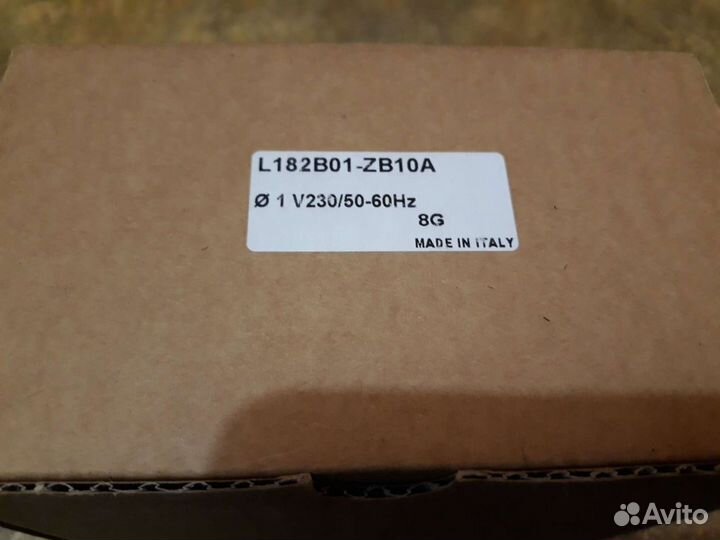 L182B01-ZB10A
Ø 1 V230/50-60Hz
8G
MADE IN ITALY
Avito